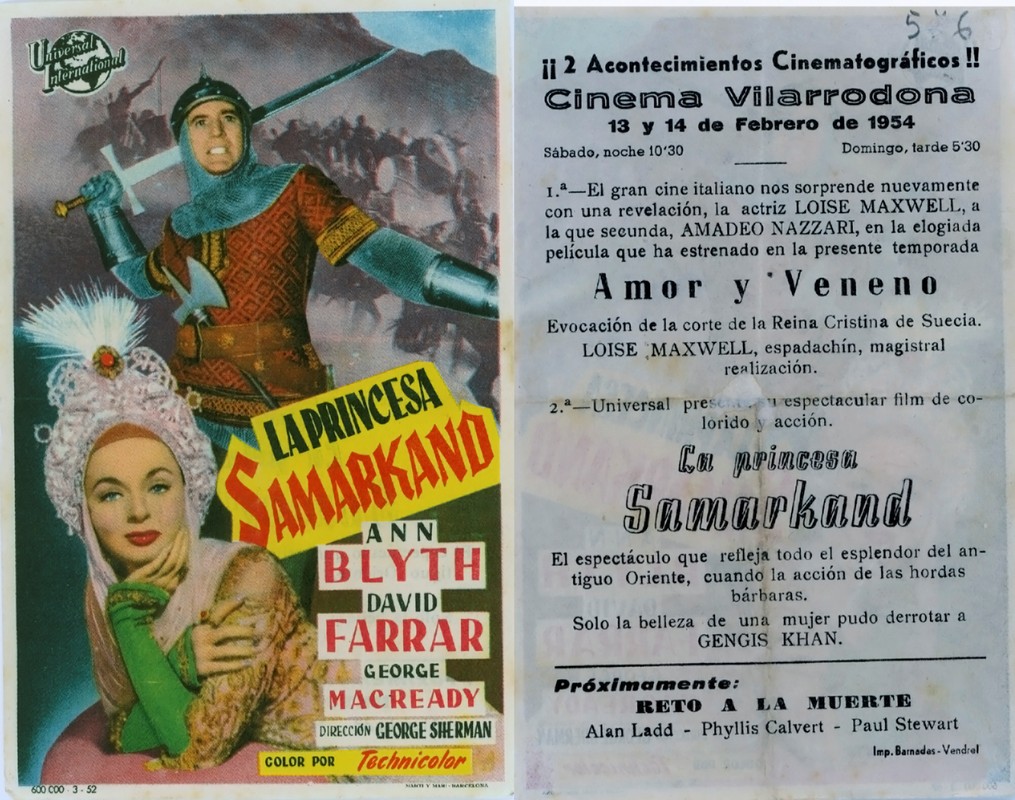 Universal
International
LA PRINCESA
SAMARKAND
ANN
BLYTH
DAVID
FARRAR
GEORGE
MACREADY
DIRECCIÓN GEORGE SHERMAN
COLOR POR Technicolor
600 000 - 3 - 52
MARTI Y MARI - BARCELONA
5 " 6
¡¡ 2 Acontecimientos Cinematográficos !!
Cinema Vilarrodona
13 y 14 de Febrero de 1954
Sábado, noche 10'30
Domingo, tarde 5'30
1.ª—El gran cine italiano nos sorprende nuevamente
con una revelación, la actriz LOISE MAXWELL, a
la que secunda, AMADEO NAZZARI, en la elogiada
película que ha estrenado en la presente temporada
Amor y Veneno
Evocación de la corte de la Reina Cristina de Suecia.
LOISE MAXWELL, espadachín, magistral
realización.
2.ª—Universal espectacular film de co-
lorido y acción.
La princesa
Samarkand
El espectáculo que refleja todo el esplendor del an-
tiguo Oriente, cuando la acción de las hordas
bárbaras.
Solo la belleza de una mujer pudo derrotar a
GENGIS KHAN.
Próximamente:
RETO A LA MUERTE
Alan Ladd - Phyllis Calvert - Paul Stewart
Imp. Barnadas - Vendrel